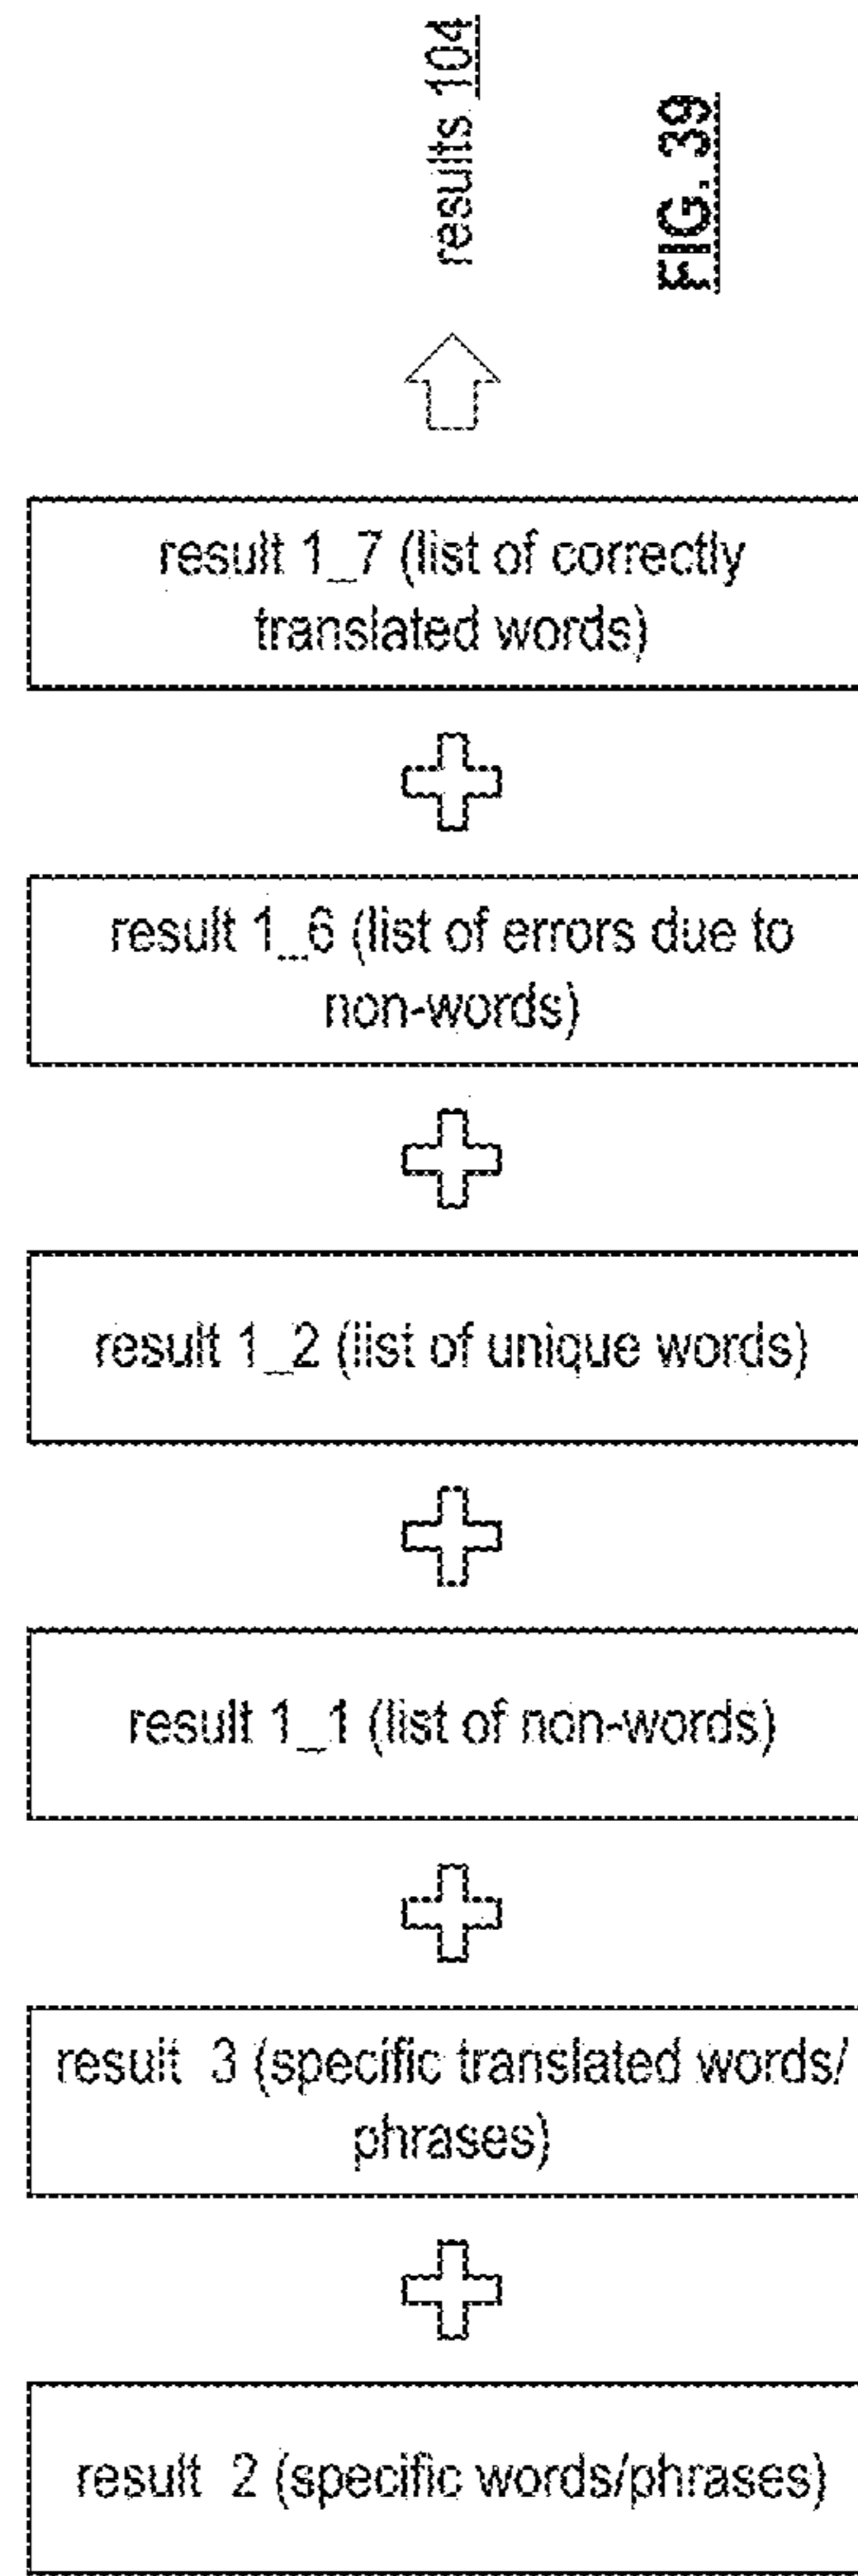 results 104
FIG. 39
result 1_7 (list of correctly
translated words)
result 1_6 (list of errors due to
non-words)
result 1_2 (list of unique words)
result 1_1 (list of non-words)
result 3 (specific translated words/
phrases)
result 2 (specific words/phrases)